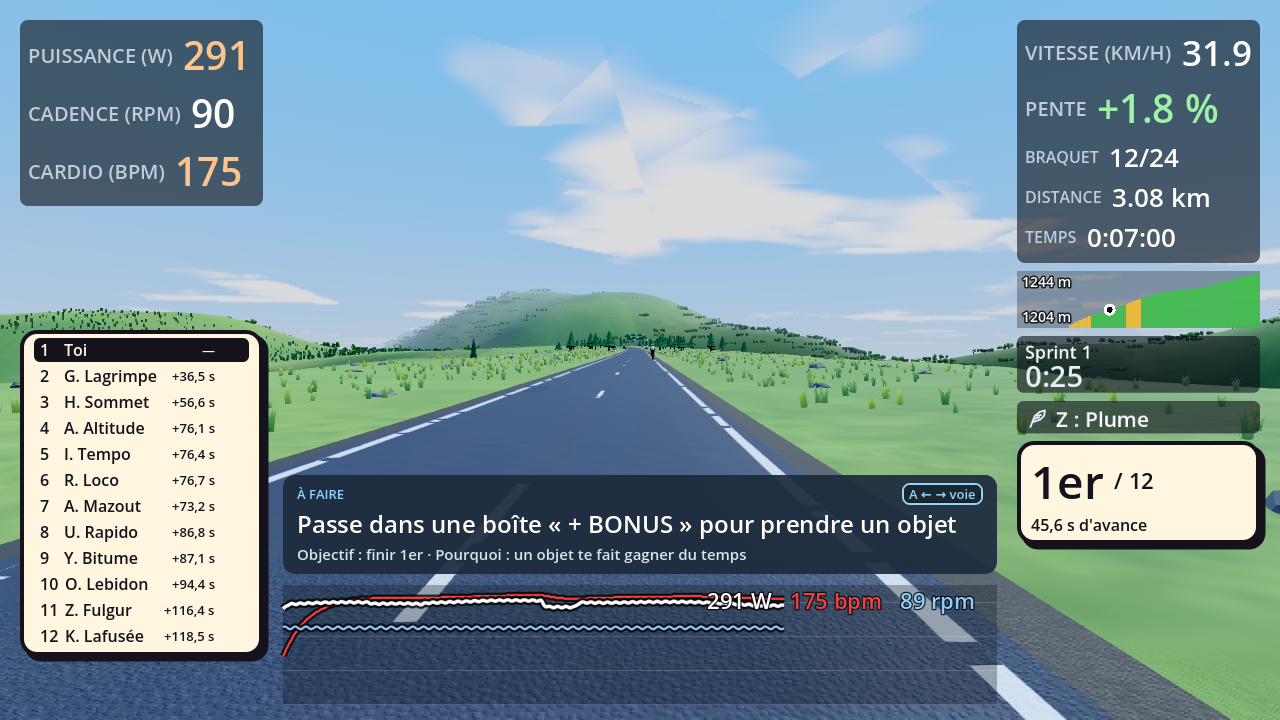 PUISSANCE (W) 291
CADENCE (RPM) 90
CARDIO (BPM) 175
VITESSE (KM/H) 31.9
PENTE +1.8 %
BRAQUET 12/24
DISTANCE 3.08 km
TEMPS 0:07:00
1244 m
1204 m
Sprint 1
0:25
Z : Plume
1er / 12
45,6 s d'avance
1 Toi —
2 G. Lagrimpe +36,5 s
3 H. Sommet +56,6 s
4 A. Altitude +76,1 s
5 I. Tempo +76,4 s
6 R. Loco +76,7 s
7 A. Mazout +73,2 s
8 U. Rapido +86,8 s
9 Y. Bitume +87,1 s
10 O. Lebidon +94,4 s
11 Z. Fulgur +116,4 s
12 K. Lafusée +118,5 s
À FAIRE A ← → voie
Passe dans une boîte « + BONUS » pour prendre un objet
Objectif : finir 1er · Pourquoi : un objet te fait gagner du temps
291 W 175 bpm 89 rpm